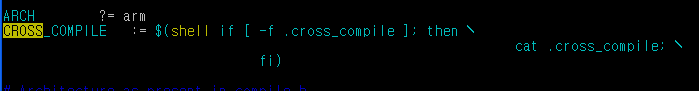 ARCH ?= arm
CROSS_COMPILE := $(shell if [ -f .cross_compile ]; then \
cat .cross_compile; \
fi)